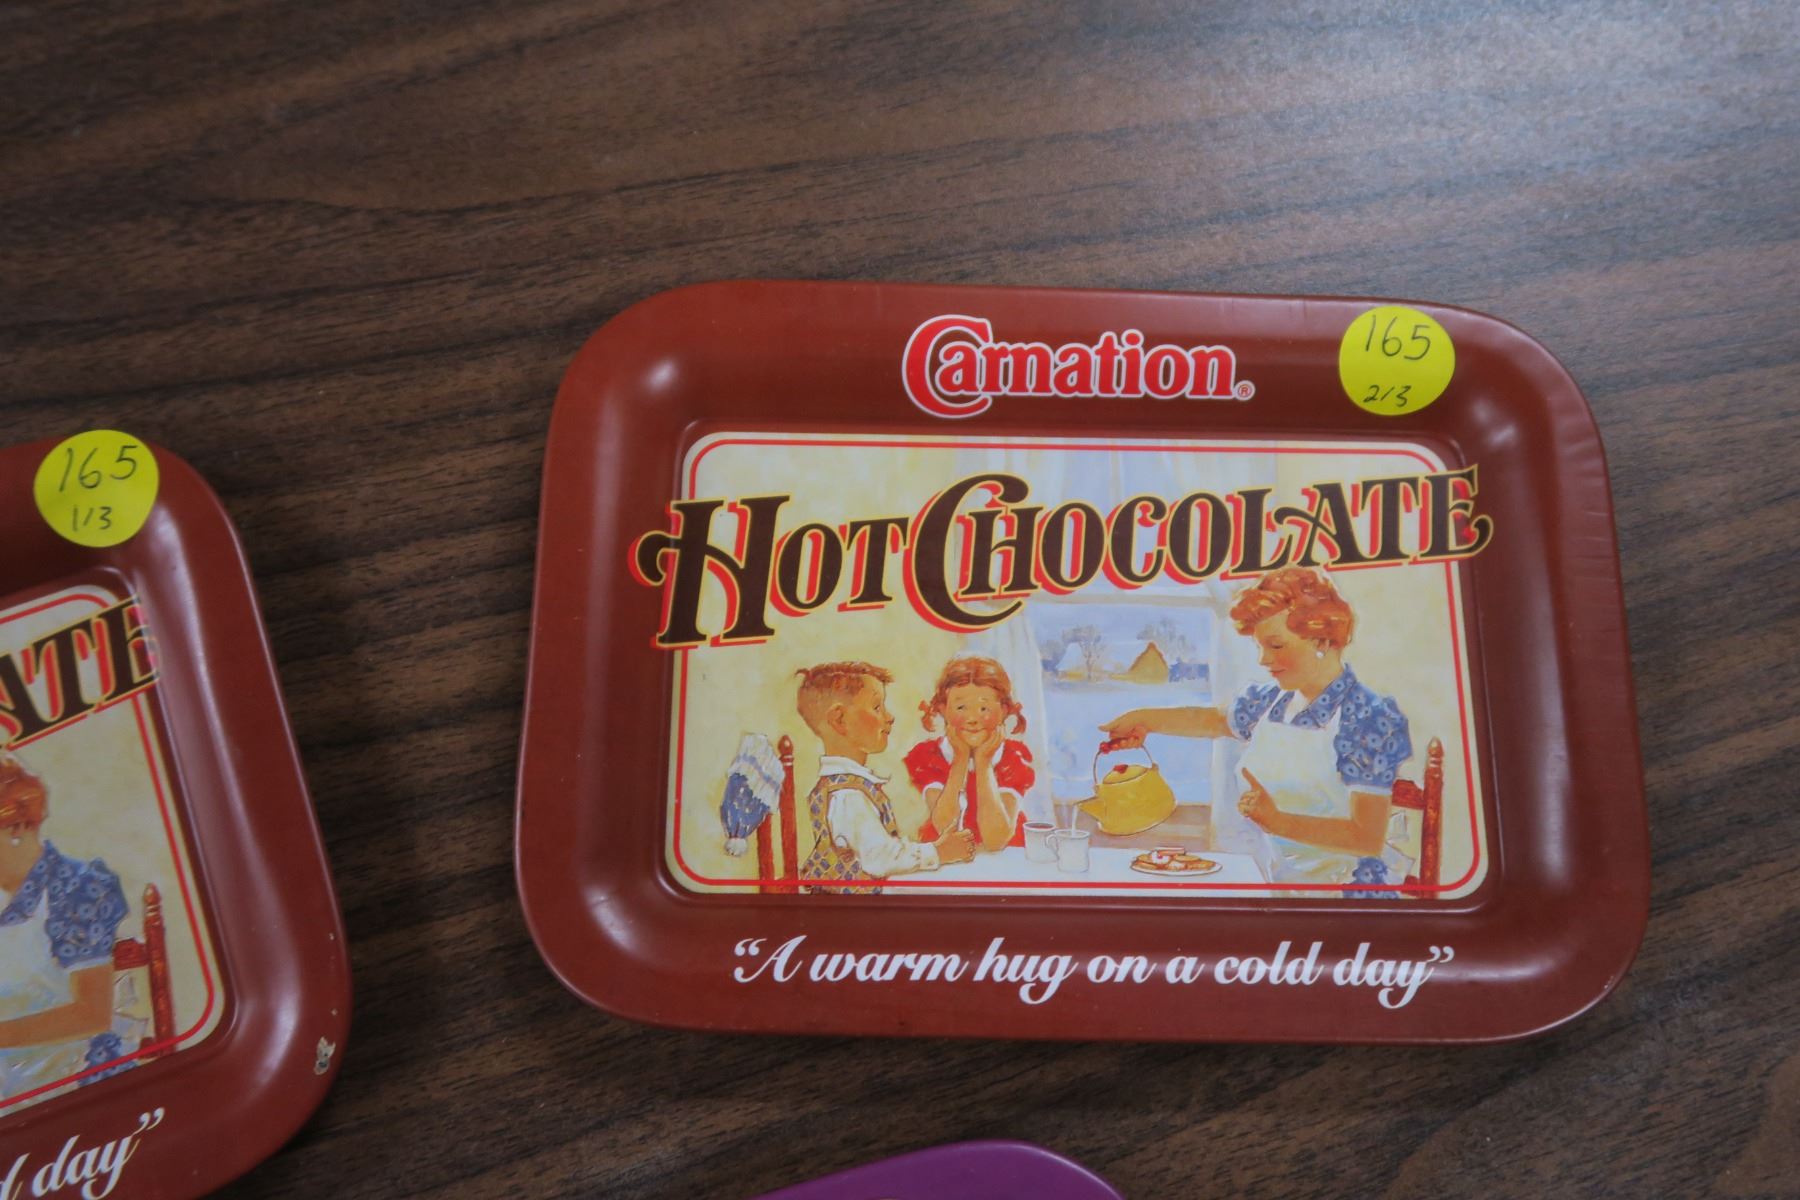 Carnation®
165
2/3
HOT CHOCOLATE
"A warm hug on a cold day"
165
1/3
ATE
d day"